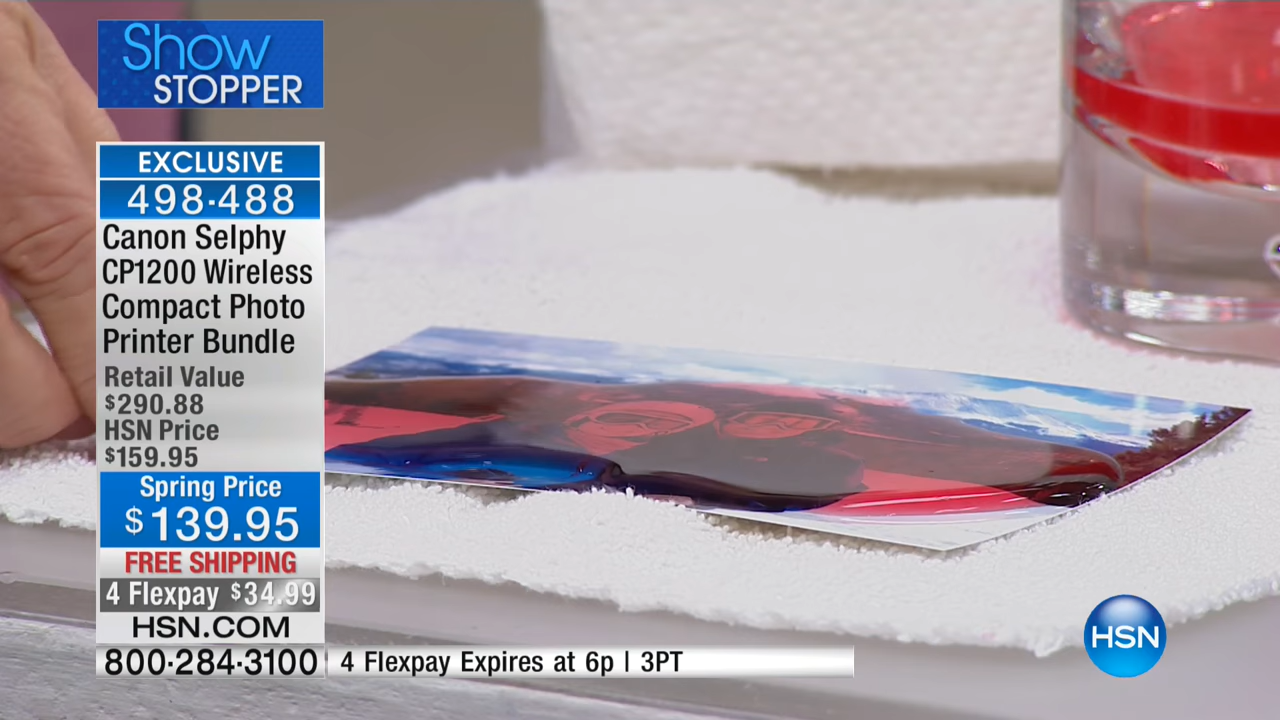 Show
STOPPER
EXCLUSIVE
498·488
Canon Selphy
CP1200 Wireless
Compact Photo
Printer Bundle
Retail Value
$290.88
HSN Price
$159.95
Spring Price
$139.95
FREE SHIPPING
4 Flexpay $34.99
HSN.COM
800·284·3100
4 Flexpay Expires at 6p | 3PT
HSN